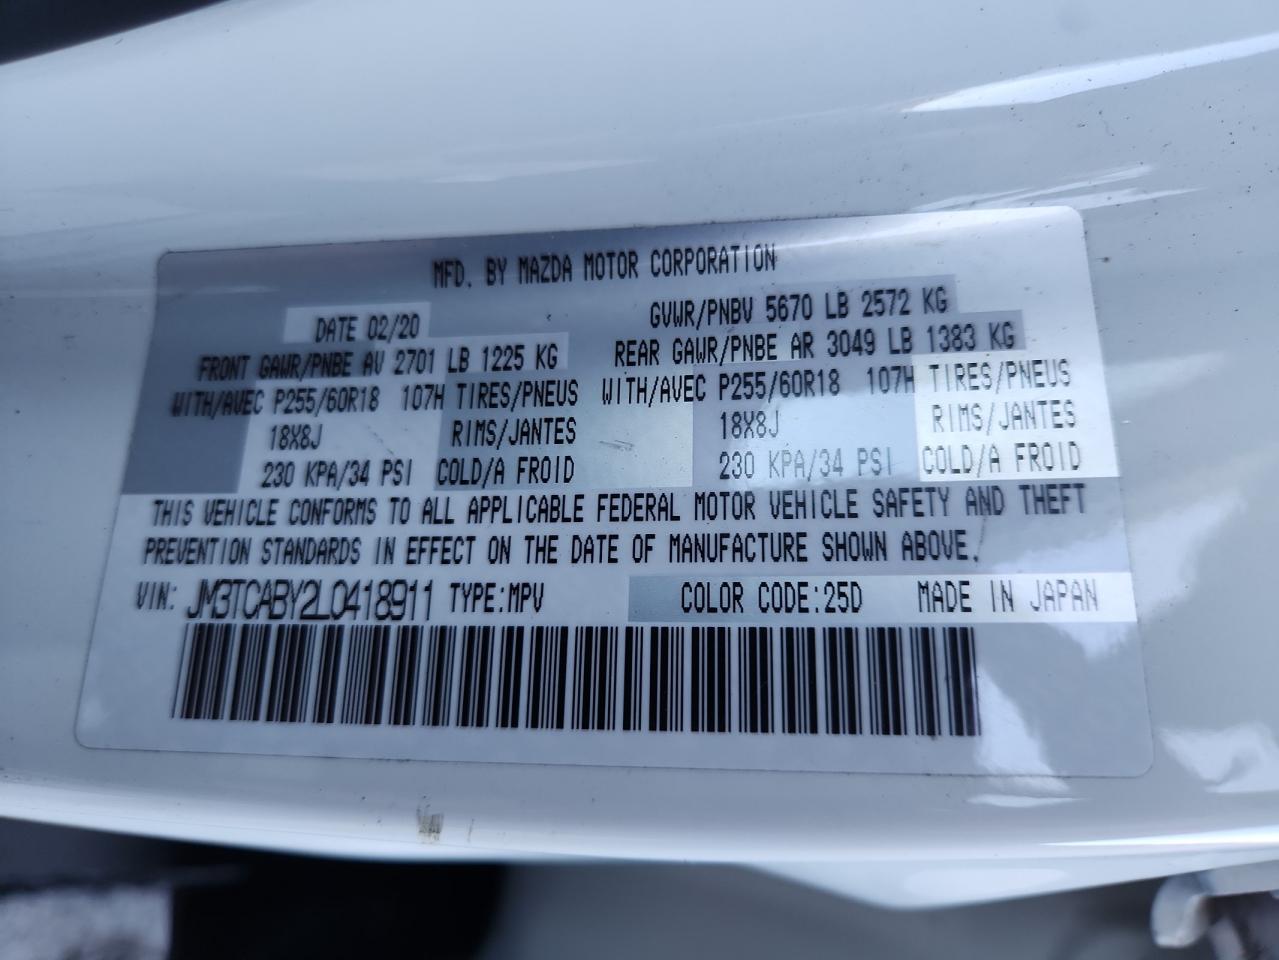 MFD. BY MAZDA MOTOR CORPORATION
DATE 02/20 GVWR/PNBV 5670 LB 2572 KG
FRONT GAWR/PNBE AV 2701 LB 1225 KG REAR GAWR/PNBE AR 3049 LB 1383 KG
WITH/AVEC P255/60R18 107H TIRES/PNEUS WITH/AVEC P255/60R18 107H TIRES/PNEUS
18X8J RIMS/JANTES 18X8J RIMS/JANTES
230 KPA/34 PSI COLD/A FROID 230 KPA/34 PSI COLD/A FROID
THIS VEHICLE CONFORMS TO ALL APPLICABLE FEDERAL MOTOR VEHICLE SAFETY AND THEFT
PREVENTION STANDARDS IN EFFECT ON THE DATE OF MANUFACTURE SHOWN ABOVE.
VIN: JM3TCABY2L0418911 TYPE:MPV COLOR CODE:25D MADE IN JAPAN